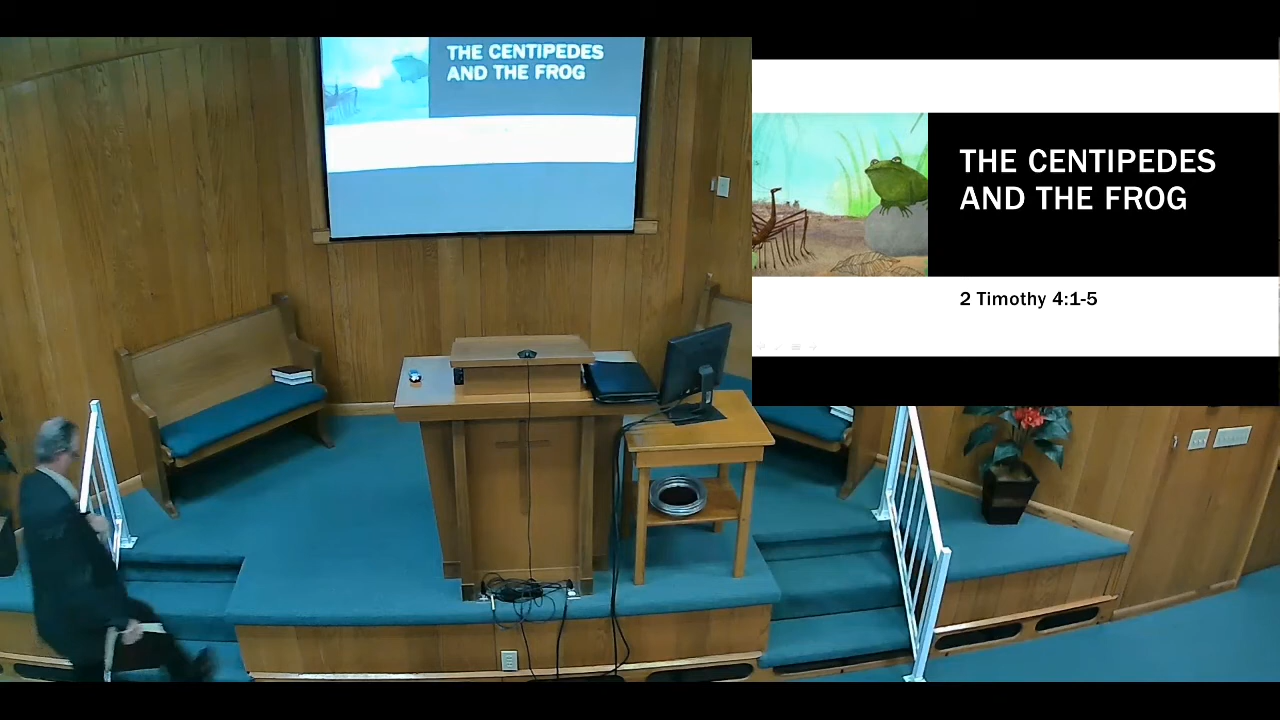 THE CENTIPEDES
AND THE FROG
THE CENTIPEDES
AND THE FROG
2 Timothy 4:1-5